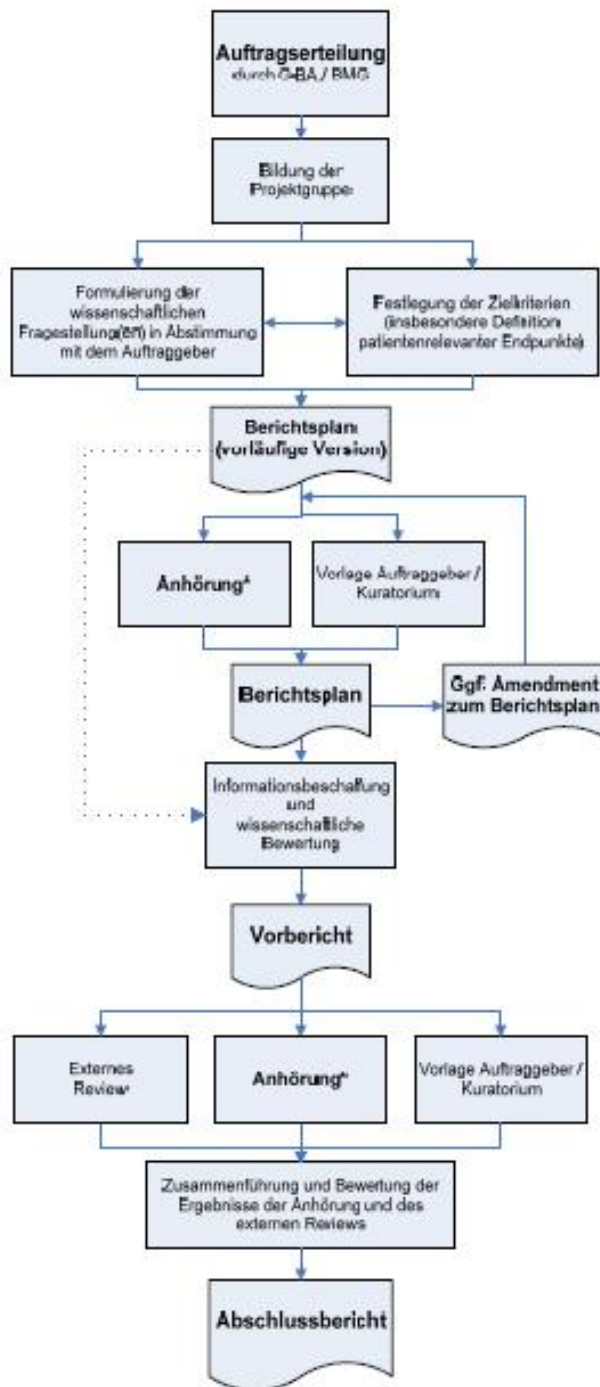 Auftragserteilung
durch G-BA / BMG
Bildung der
Projektgruppe
Formulierung der
wissenschaftlichen
Fragestellung(en) in Abstimmung
mit dem Auftraggeber
Festlegung der Zielkriterien
(insbesondere Definition
patientenrelevanter Endpunkte)
Berichtsplan
(vorläufige Version)
Anhörung*
Vorlage Auftraggeber /
Kuratorium
Berichtsplan
Ggf. Amendment
zum Berichtsplan
Informationsbeschaffung
und
wissenschaftliche
Bewertung
Vorbericht
Externes
Review
Anhörung*
Vorlage Auftraggeber /
Kuratorium
Zusammenführung und Bewertung der
Ergebnisse der Anhörung und des
externen Reviews
Abschlussbericht